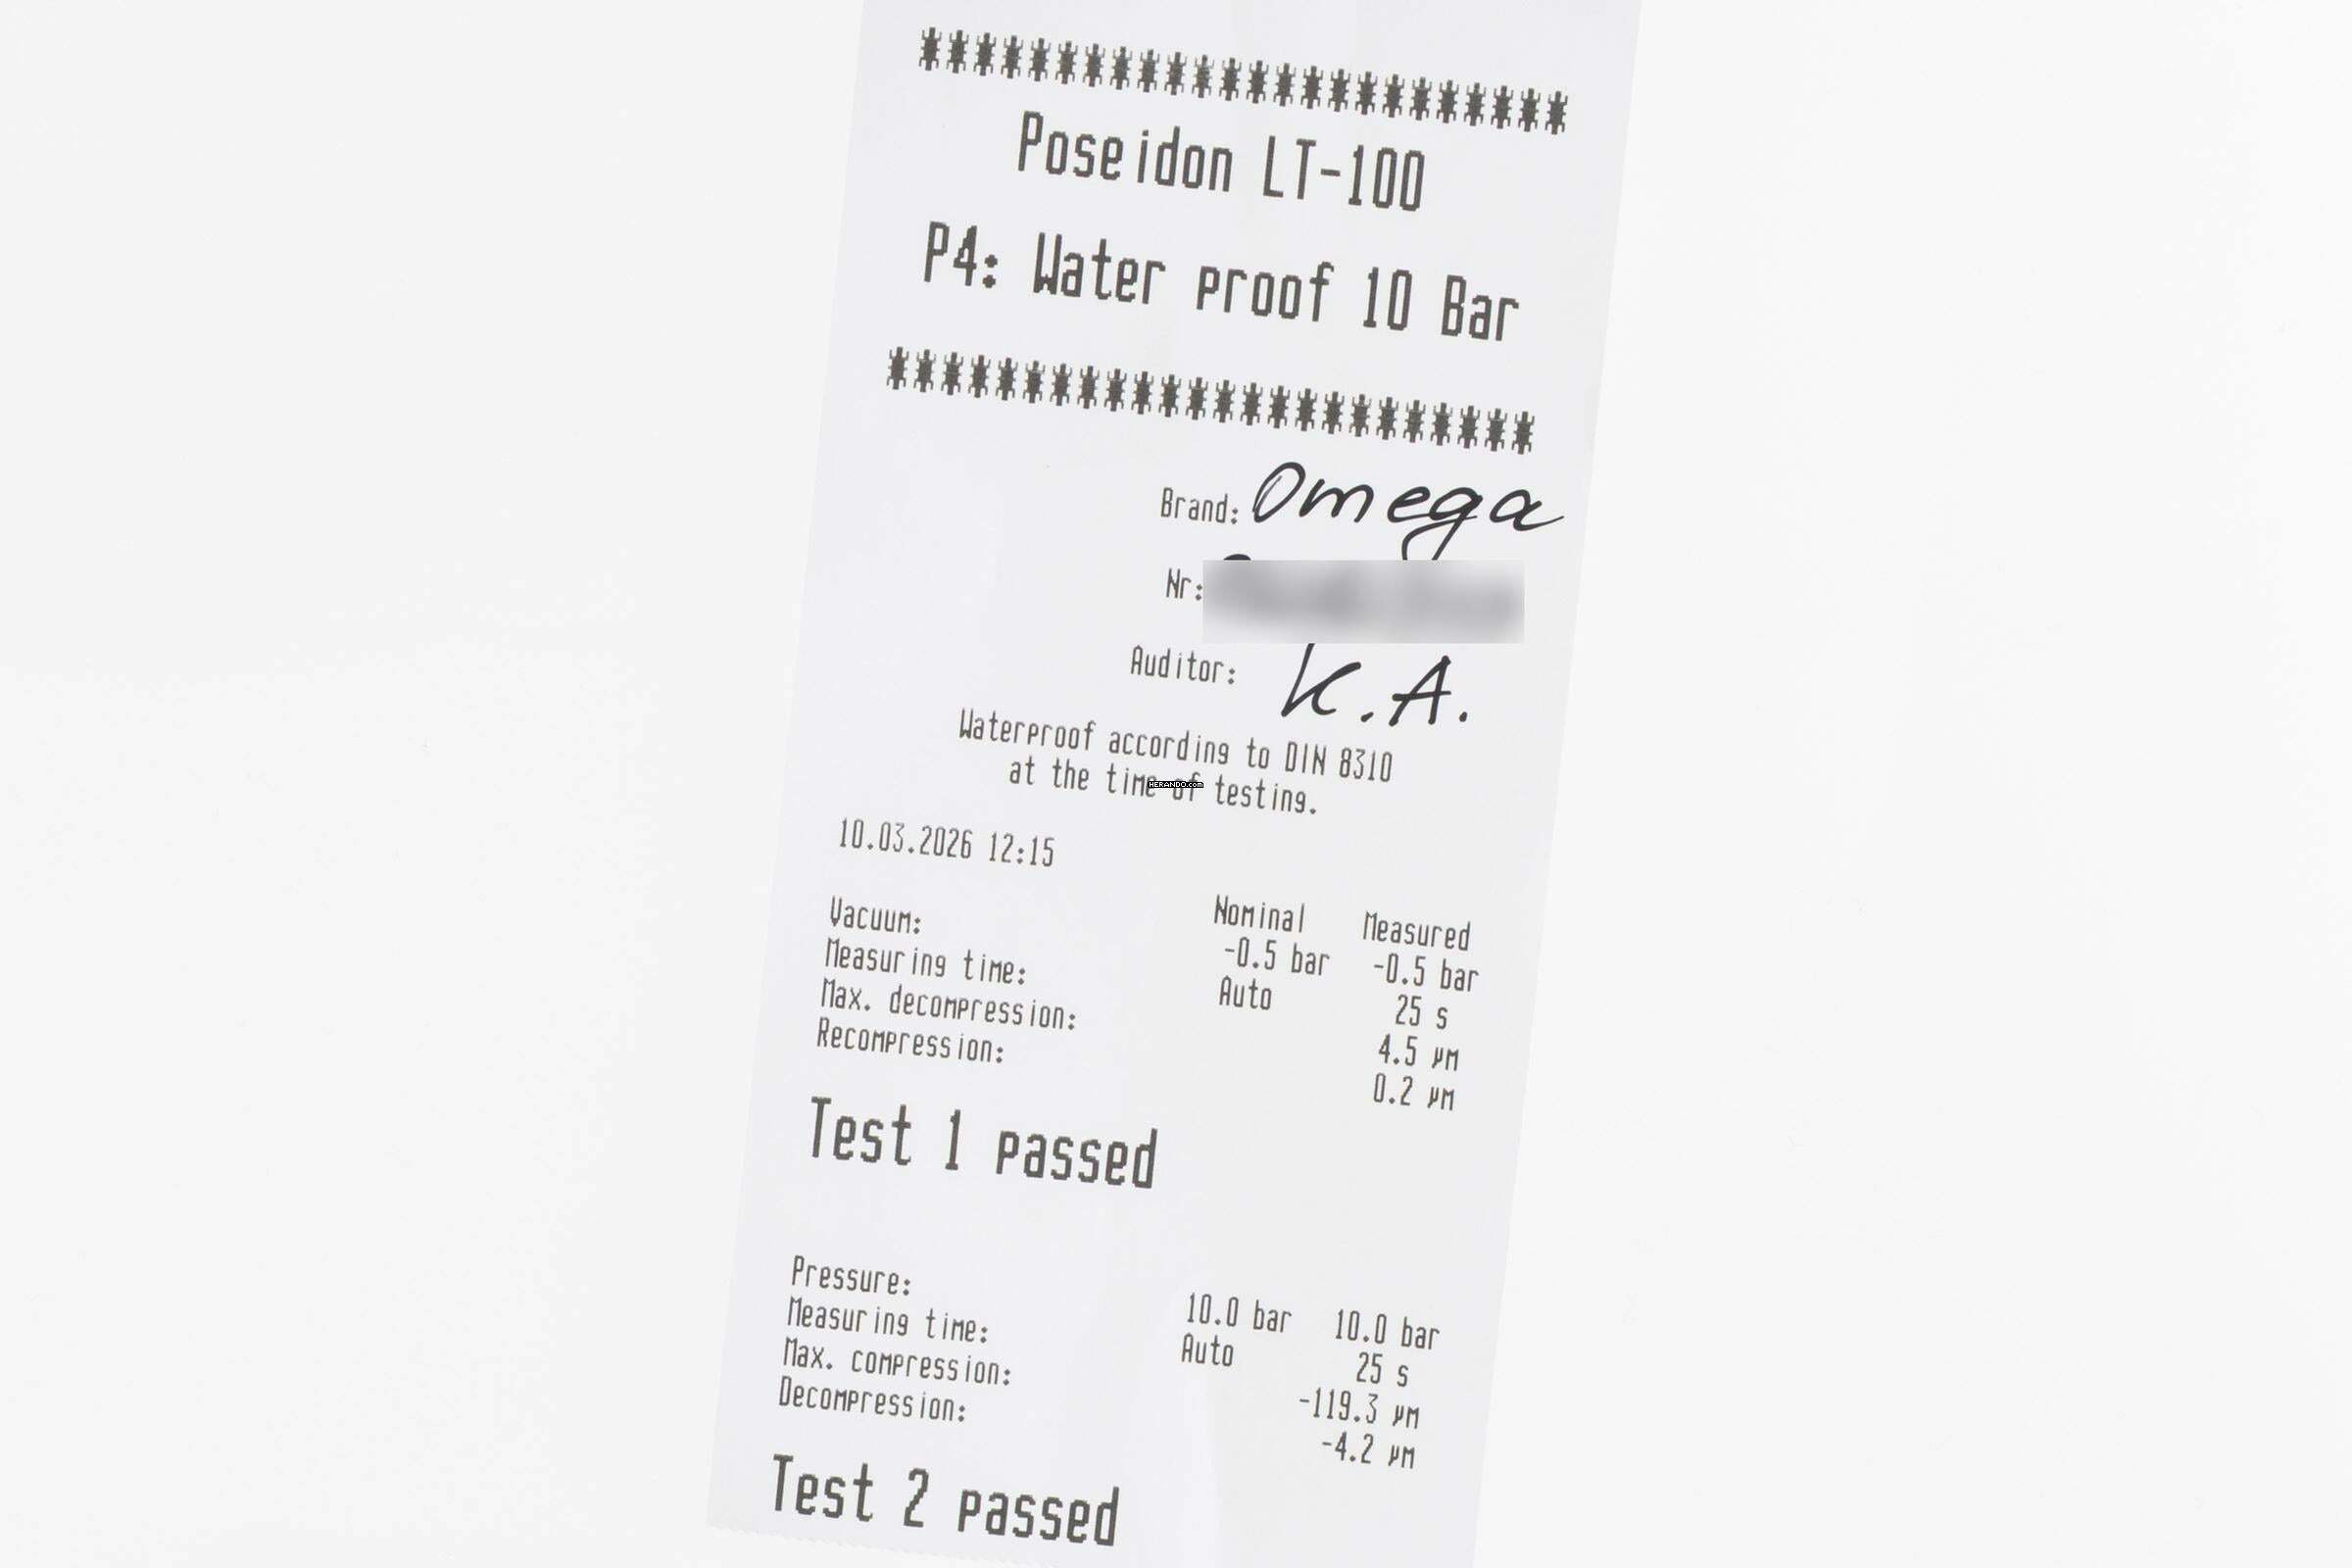 ************************
Poseidon LT-100
P4: Water proof 10 Bar
************************
Brand: Omega
Nr:
Auditor: K.A.
Waterproof according to DIN 8310
at the time of testing.
HERANDO.com
10.03.2026 12:15
Nominal Measured
Vacuum: -0.5 bar -0.5 bar
Measuring time: Auto 25 s
Max. decompression: 4.5 µm
Recompression: 0.2 µm
Test 1 passed
Pressure: 10.0 bar 10.0 bar
Measuring time: Auto 25 s
Max. compression: -119.3 µm
Decompression: -4.2 µm
Test 2 passed